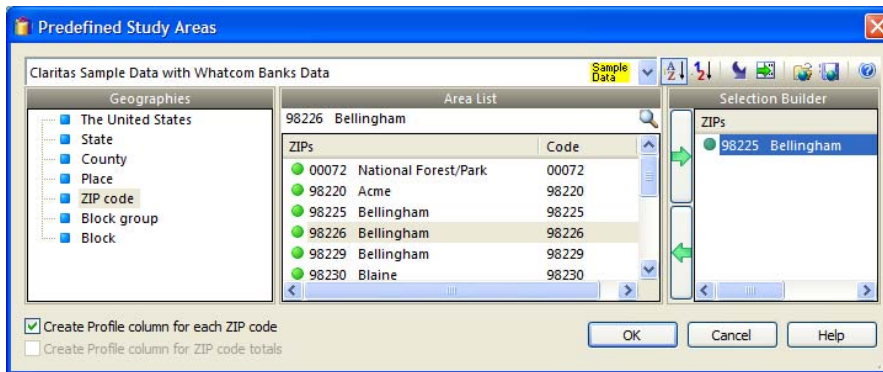 Predefined Study Areas
Claritas Sample Data with Whatcom Banks Data
Sample Data
Geographies
The United States
State
County
Place
ZIP code
Block group
Block
Area List
98226 Bellingham
ZIPs Code
00072 National Forest/Park 00072
98220 Acme 98220
98225 Bellingham 98225
98226 Bellingham 98226
98229 Bellingham 98229
98230 Blaine 98230
Selection Builder
ZIPs
98225 Bellingham
Create Profile column for each ZIP code
Create Profile column for ZIP code totals
OK Cancel Help